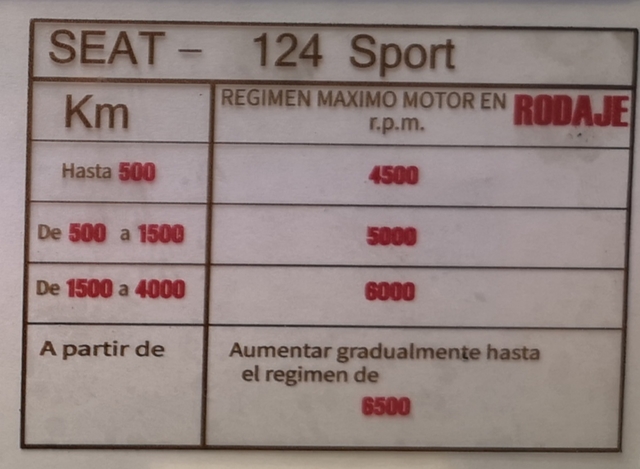 SEAT – 124 Sport
Km
REGIMEN MAXIMO MOTOR EN RODAJE
r.p.m.
Hasta 500
4500
De 500 a 1500
5000
De 1500 a 4000
6000
A partir de
Aumentar gradualmente hasta
el regimen de
6500